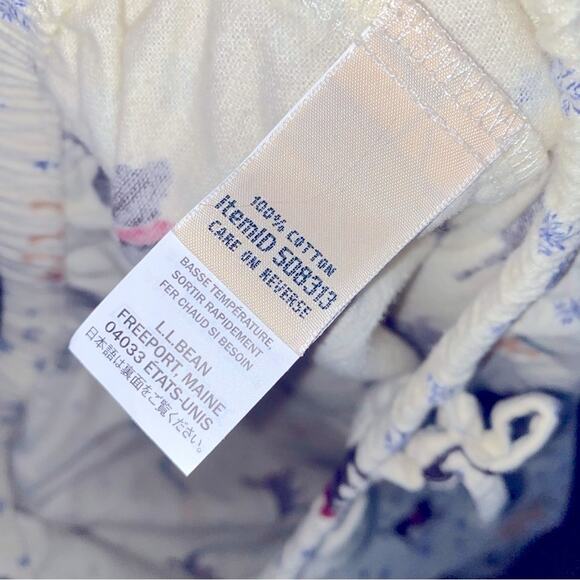 100% COTTON
ItemID 508313
CARE ON REVERSE
BASSE TEMPÉRATURE
SORTIR RAPIDEMENT
FER CHAUD SI BESOIN
L.L.BEAN
FREEPORT, MAINE
04033 ETATS-UNIS
日本語は裏面をご覧ください